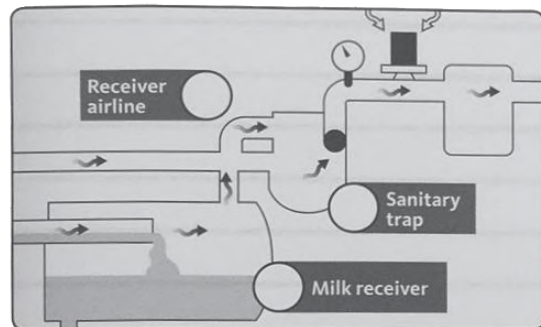 Receiver
airline
Sanitary
trap
Milk receiver